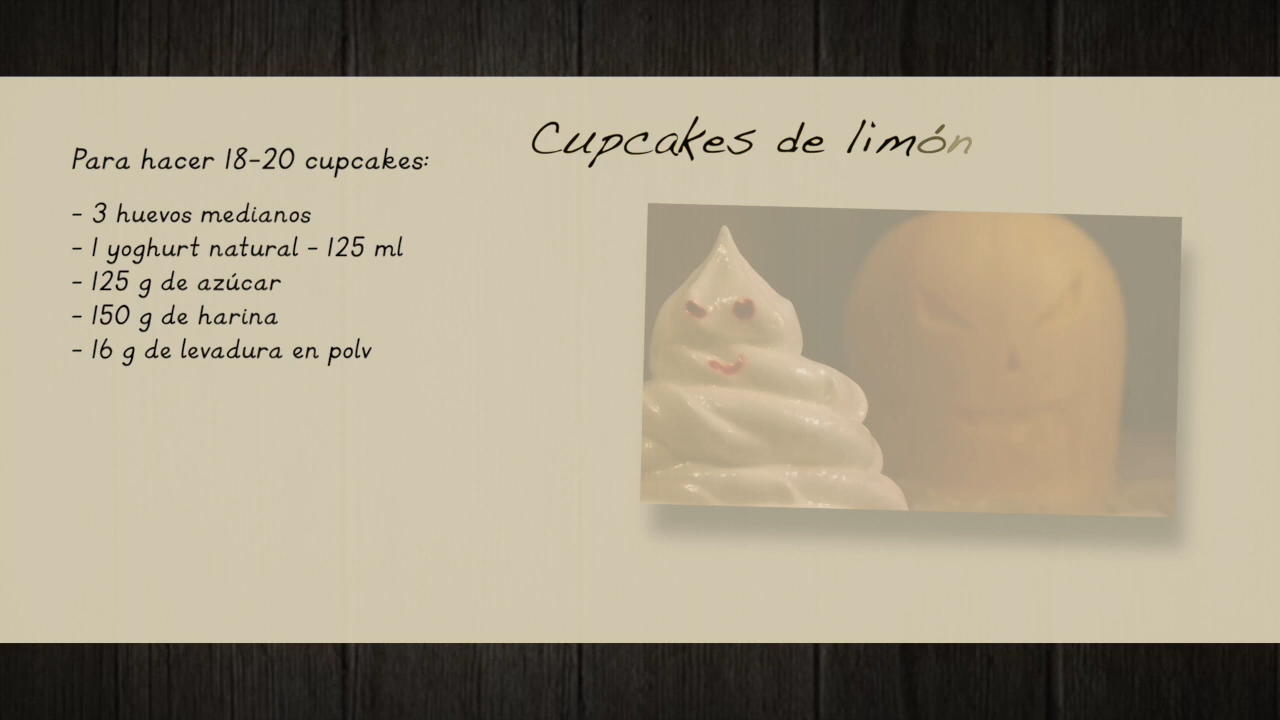 Cupcakes de limón
Para hacer 18-20 cupcakes:
- 3 huevos medianos
- 1 yoghurt natural - 125 ml
- 125 g de azúcar
- 150 g de harina
- 16 g de levadura en polv